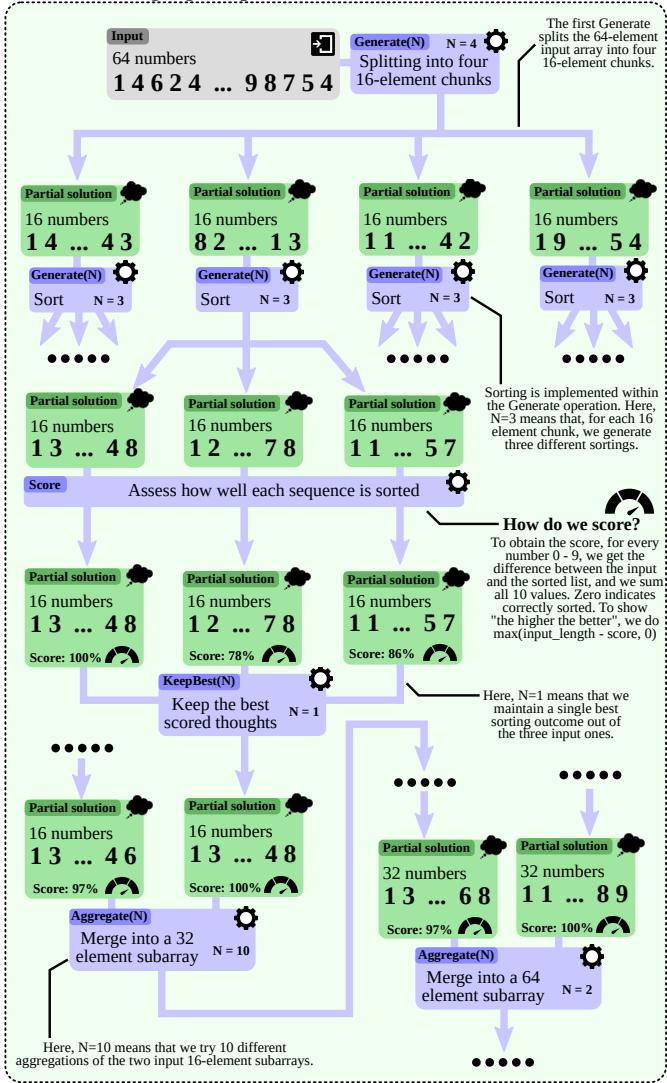 Input
64 numbers
1 4 6 2 4 ... 9 8 7 5 4
Generate(N) N = 4
Splitting into four
16-element chunks
The first Generate
splits the 64-element
input array into four
16-element chunks.
Partial solution
16 numbers
1 4 ... 4 3
Generate(N)
Sort N = 3
Partial solution
16 numbers
8 2 ... 1 3
Generate(N)
Sort N = 3
Partial solution
16 numbers
1 1 ... 4 2
Generate(N)
Sort N = 3
Partial solution
16 numbers
1 9 ... 5 4
Generate(N)
Sort N = 3
Sorting is implemented within
the Generate operation. Here,
N=3 means that, for each 16
element chunk, we generate
three different sortings.
Partial solution
16 numbers
1 3 ... 4 8
Partial solution
16 numbers
1 2 ... 7 8
Partial solution
16 numbers
1 1 ... 5 7
Score
Assess how well each sequence is sorted
How do we score?
To obtain the score, for every
number 0 - 9, we get the
difference between the input
and the sorted list, and we sum
all 10 values. Zero indicates
correctly sorted. To show
"the higher the better", we do
max(input_length - score, 0)
Partial solution
16 numbers
1 3 ... 4 8
Score: 100%
Partial solution
16 numbers
1 2 ... 7 8
Score: 78%
Partial solution
16 numbers
1 1 ... 5 7
Score: 86%
KeepBest(N)
Keep the best
scored thoughts
N = 1
Here, N=1 means that we
maintain a single best
sorting outcome out of
the three input ones.
Partial solution
16 numbers
1 3 ... 4 6
Score: 97%
Partial solution
16 numbers
1 3 ... 4 8
Score: 100%
Aggregate(N)
Merge into a 32
element subarray
N = 10
Here, N=10 means that we try 10 different
aggregations of the two input 16-element subarrays.
Partial solution
32 numbers
1 3 ... 6 8
Score: 97%
Partial solution
32 numbers
1 1 ... 8 9
Score: 100%
Aggregate(N)
Merge into a 64
element subarray
N = 2